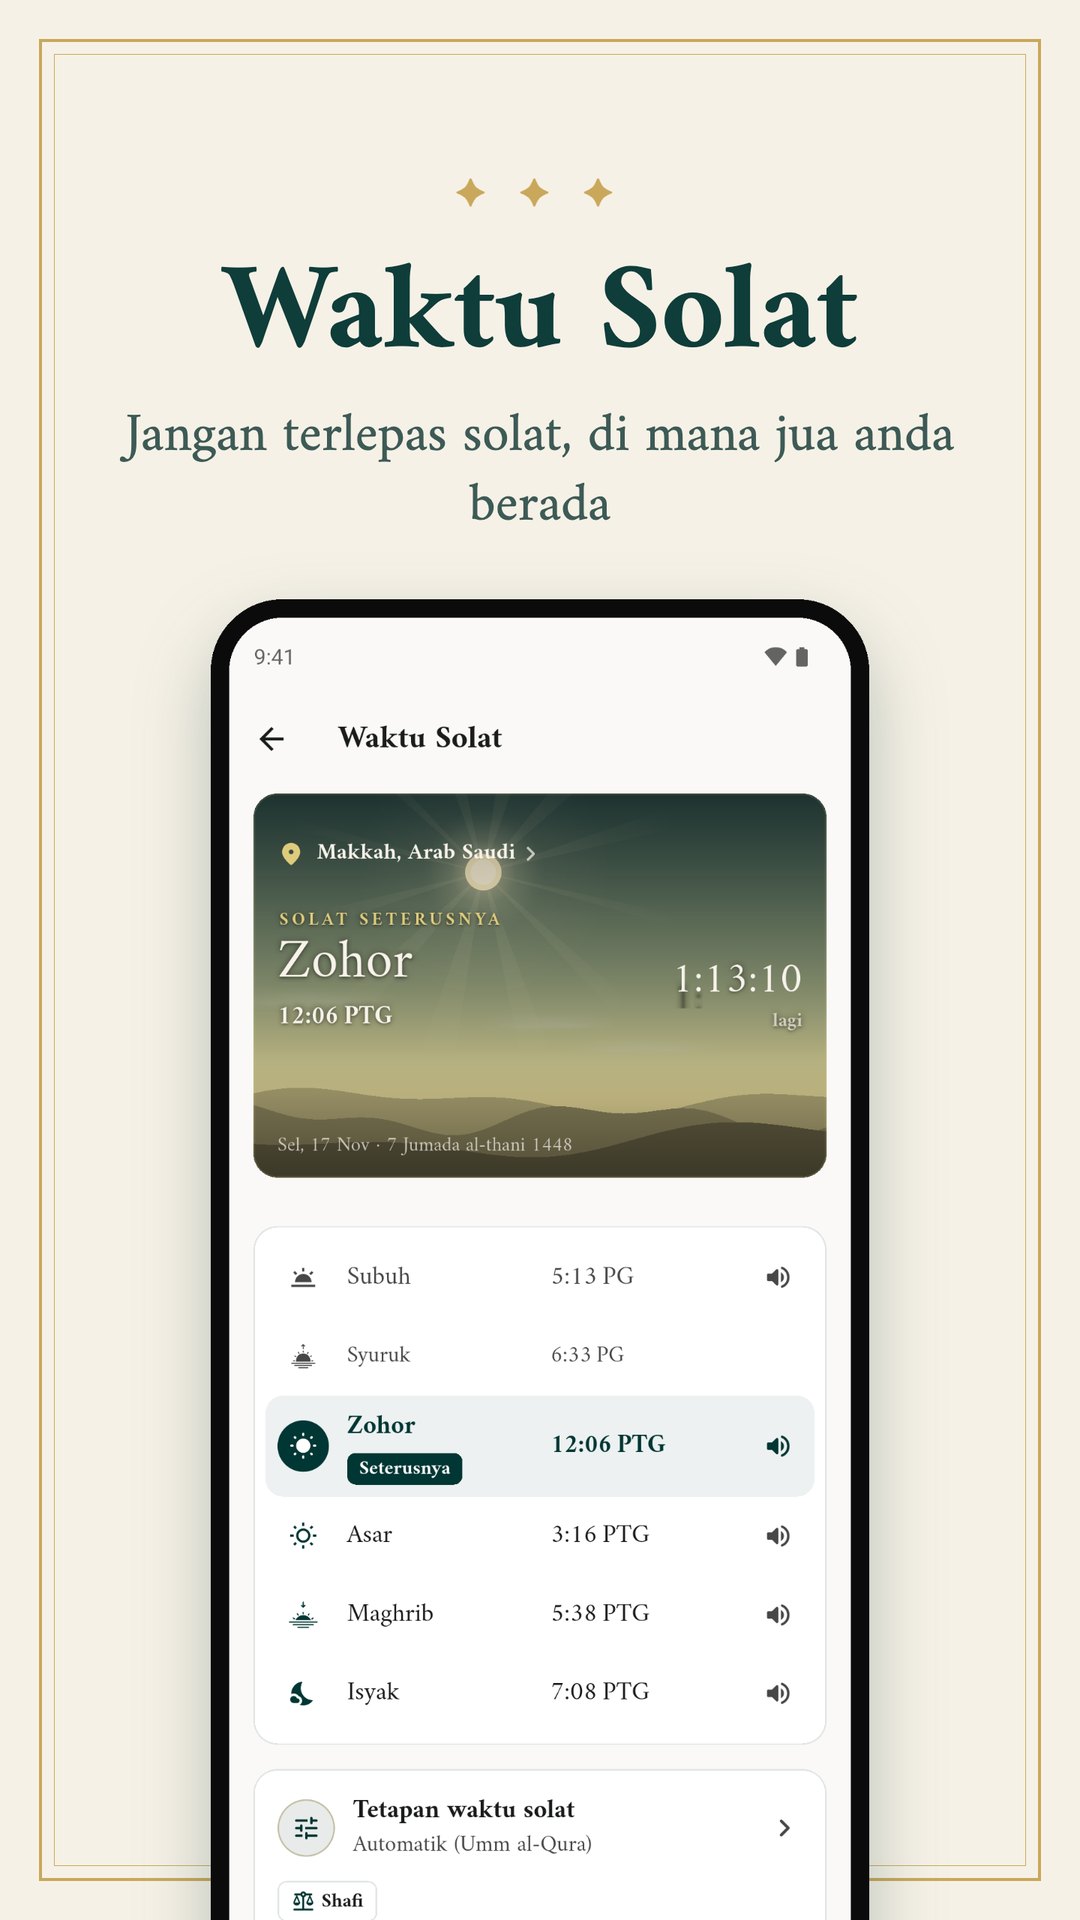 Waktu Solat
Jangan terlepas solat, di mana jua anda
berada
9:41
Waktu Solat
Makkah, Arab Saudi
SOLAT SETERUSNYA
Zohor
1:13:10
12:06 PTG
lagi
Sel, 17 Nov · 7 Jumada al-thani 1448
Subuh 5:13 PG
Syuruk 6:33 PG
Zohor
12:06 PTG
Seterusnya
Asar 3:16 PTG
Maghrib 5:38 PTG
Isyak 7:08 PTG
Tetapan waktu solat
Automatik (Umm al-Qura)
Shafi